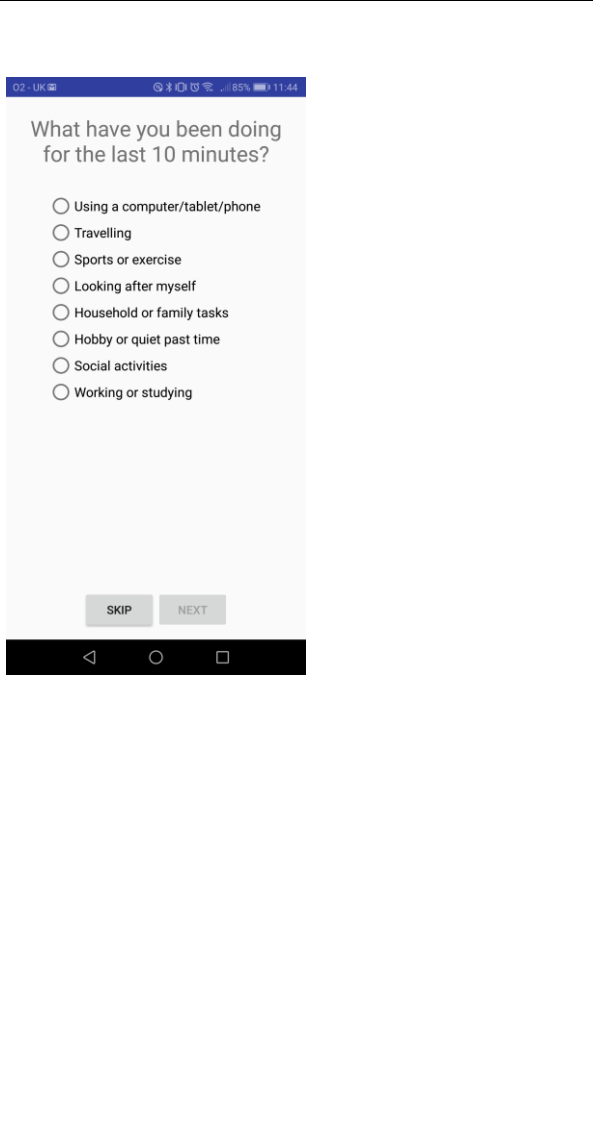 O2 - UK 85% 11:44
What have you been doing
for the last 10 minutes?
Using a computer/tablet/phone
Travelling
Sports or exercise
Looking after myself
Household or family tasks
Hobby or quiet past time
Social activities
Working or studying
SKIP NEXT